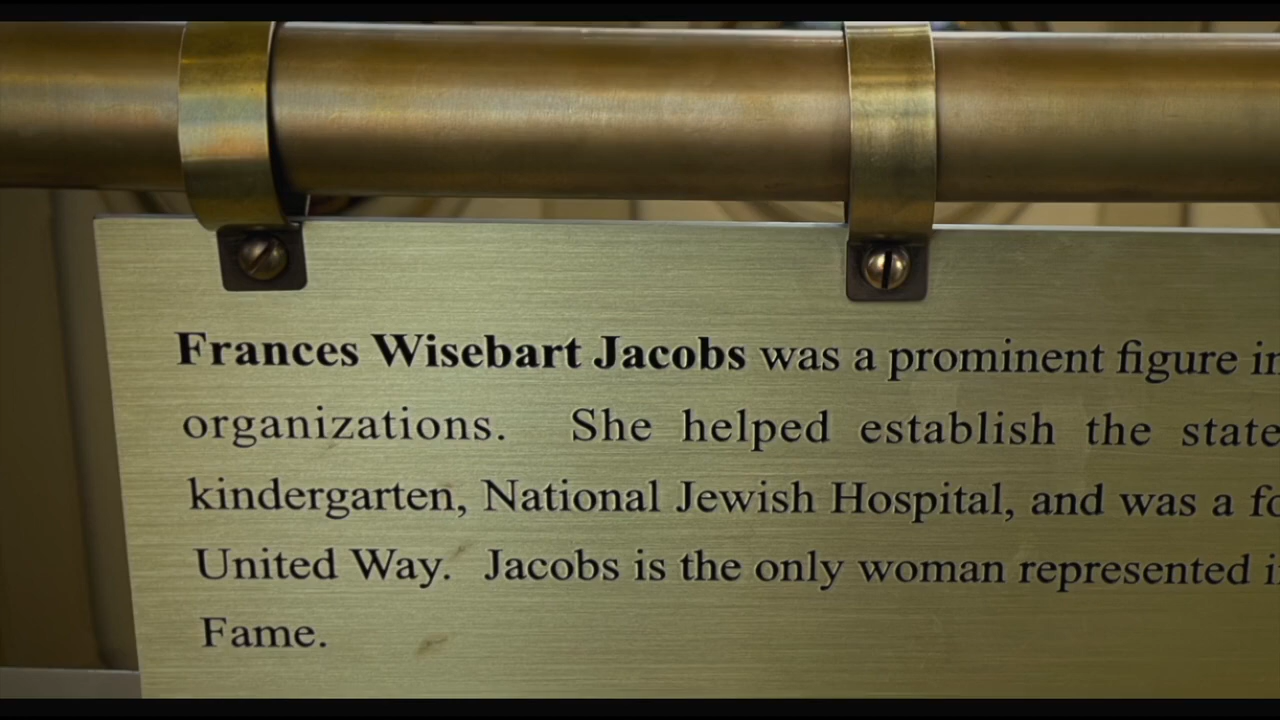 Frances Wisebart Jacobs was a prominent figure in
organizations. She helped establish the state
kindergarten, National Jewish Hospital, and was a
United Way. Jacobs is the only woman represented
Fame.